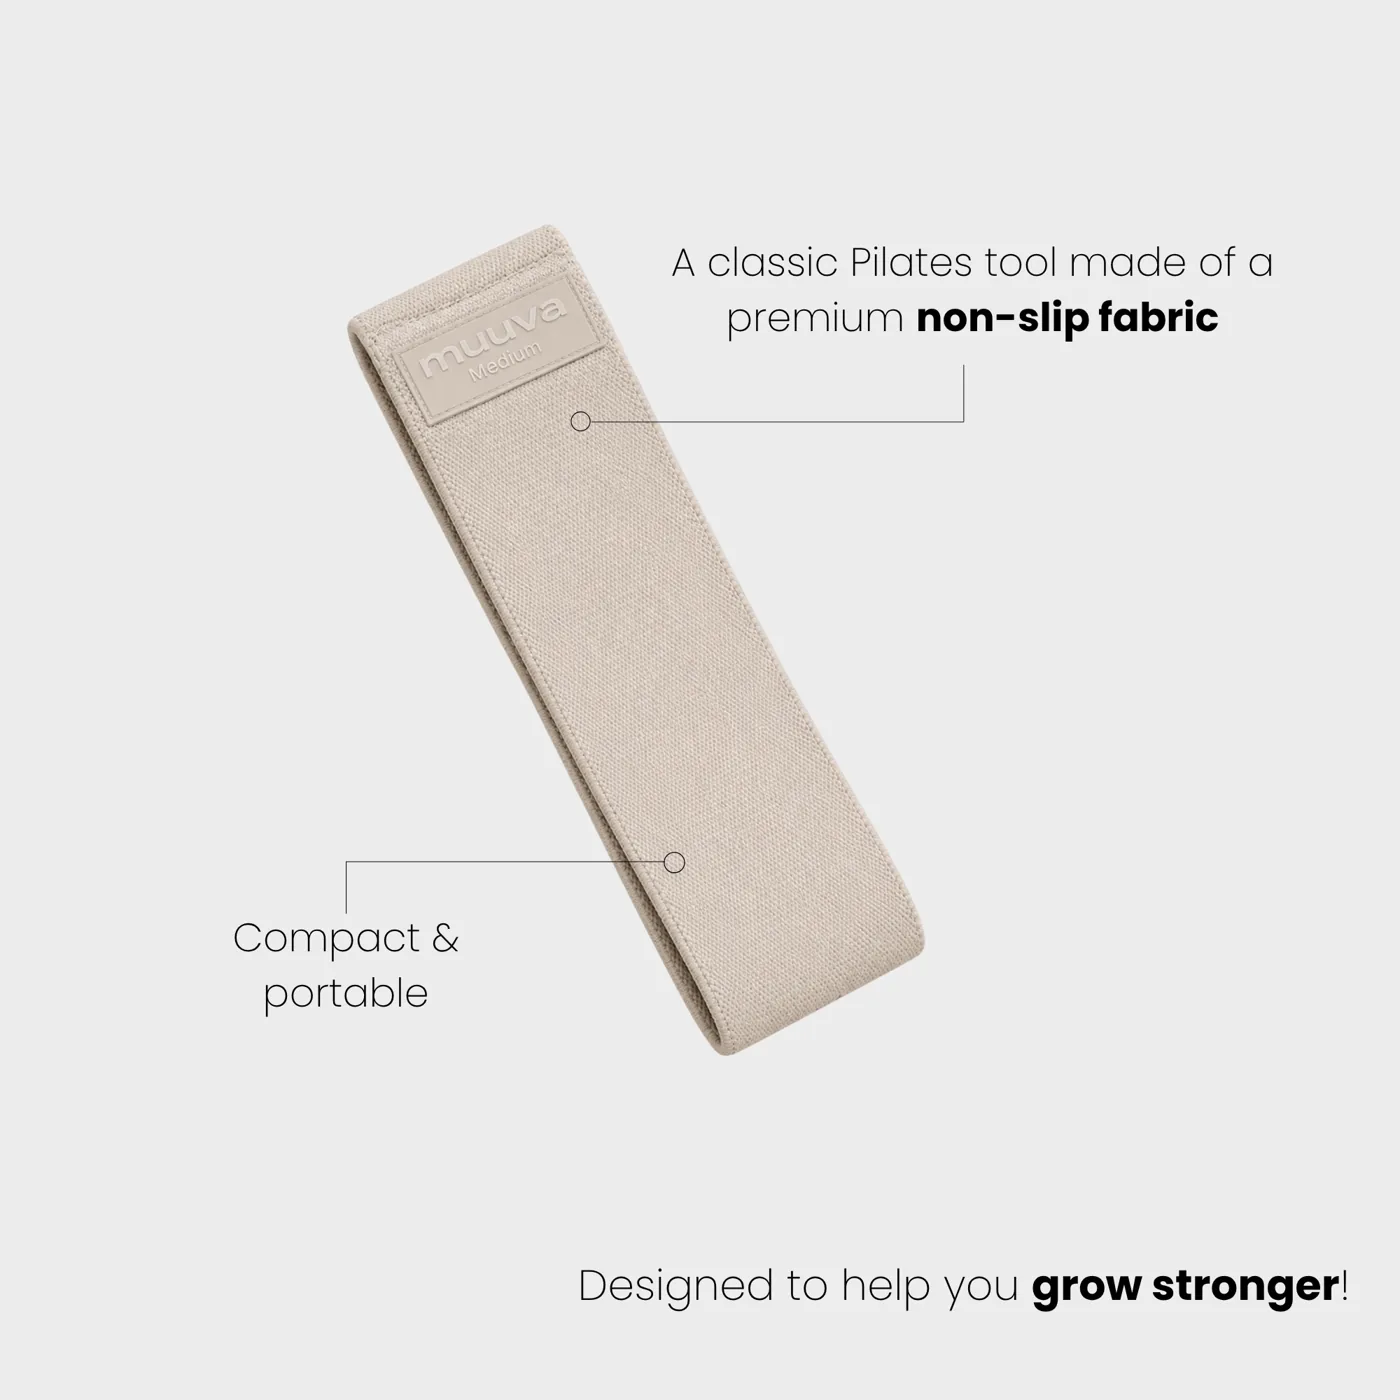 A classic Pilates tool made of a
premium non-slip fabric
muuva
Medium
Compact &
portable
Designed to help you grow stronger!